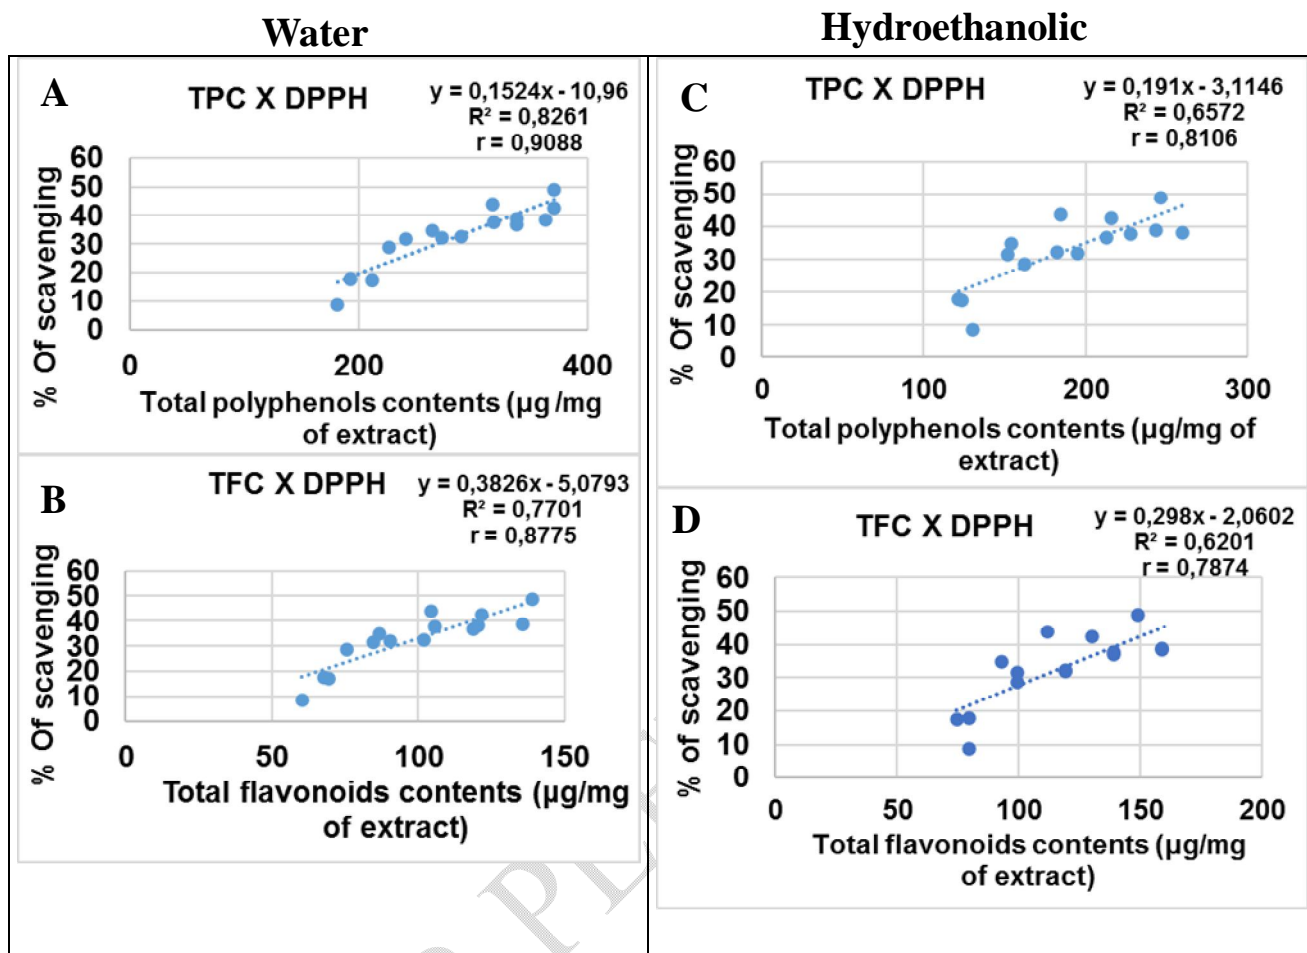 Water
Hydroethanolic
A
TPC X DPPH
y = 0,1524x - 10,96
R² = 0,8261
r = 0,9088
% Of scavenging
60
50
40
30
20
10
0
0
200
400
Total polyphenols contents (µg /mg
of extract)
B
TFC X DPPH
y = 0,3826x - 5,0793
R² = 0,7701
r = 0,8775
% Of scavenging
60
50
40
30
20
10
0
0
50
100
150
Total flavonoids contents (µg/mg
of extract)
C
TPC X DPPH
y = 0,191x - 3,1146
R² = 0,6572
r = 0,8106
% Of scavenging
60
50
40
30
20
10
0
0
100
200
300
Total polyphenols contents (µg/mg of
extract)
D
TFC X DPPH
y = 0,298x - 2,0602
R² = 0,6201
r = 0,7874
% of scavenging
60
50
40
30
20
10
0
0
50
100
150
200
Total flavonoids contents (µg/mg
of extract)